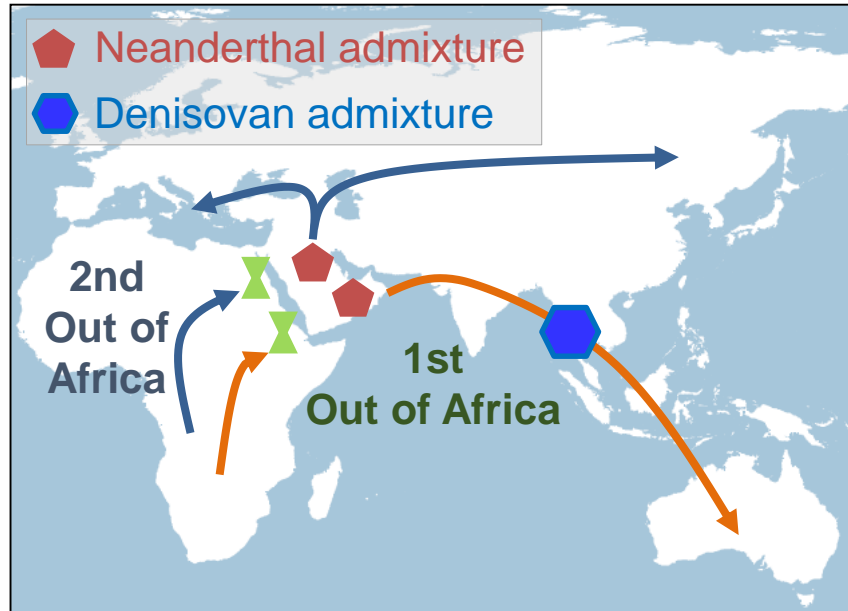 Neanderthal admixture
Denisovan admixture
2nd
Out of
Africa
1st
Out of Africa